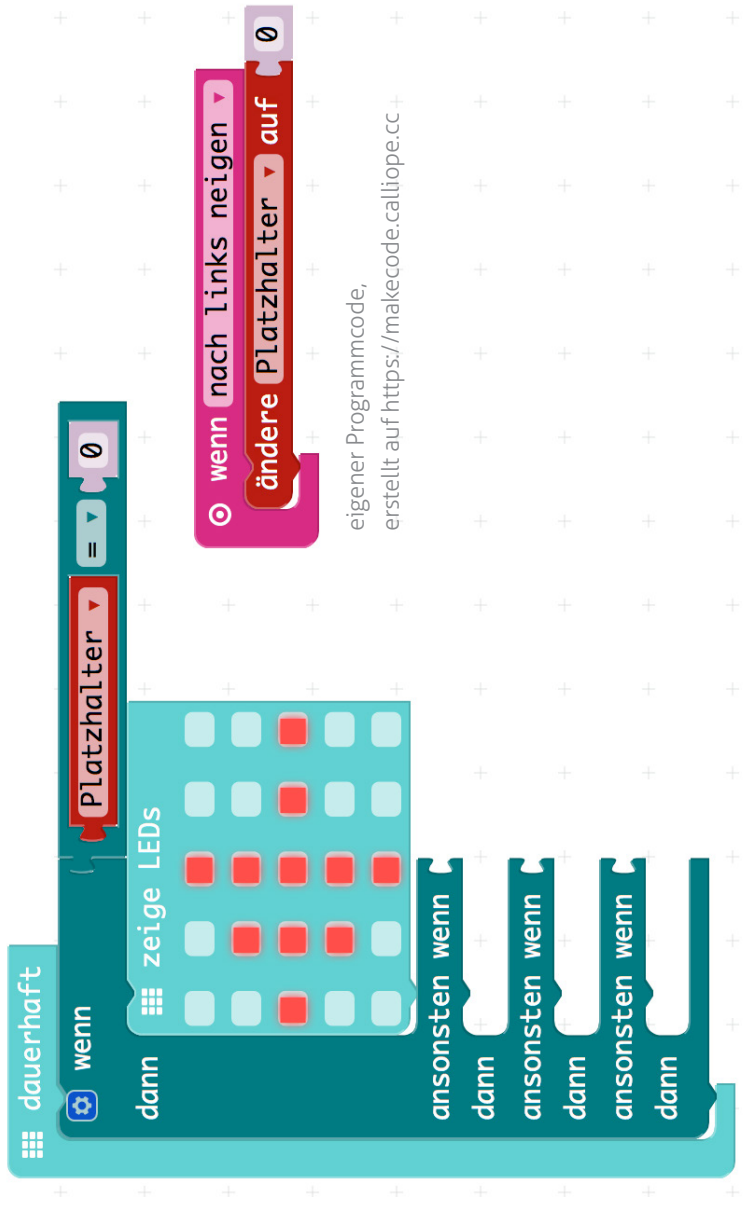 dauerhaft
wenn Platzhalter = 0
dann
zeige LEDs
ansonsten wenn
dann
ansonsten wenn
dann
ansonsten wenn
dann
wenn nach links neigen
ändere Platzhalter auf 0
eigener Programmcode,
erstellt auf https://makecode.calliope.cc